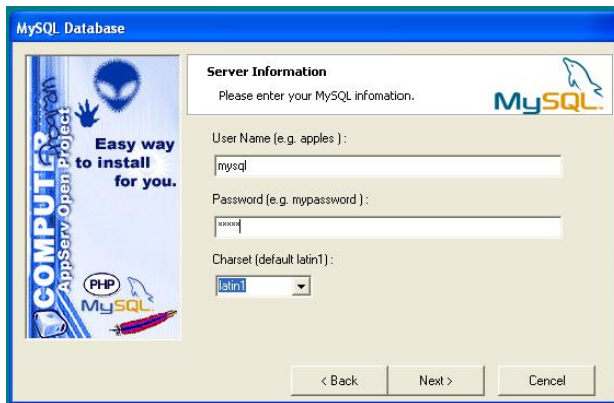 MySQL Database
COMPUTER
program
AppServ Open Project
Easy way
to install
for you.
PHP
MySQL
Server Information
Please enter your MySQL infomation.
MySQL
User Name (e.g. apples ) :
mysql
Password (e.g. mypassword ) :
*****
Charset (default latin1) :
latin1
< Back
Next >
Cencel